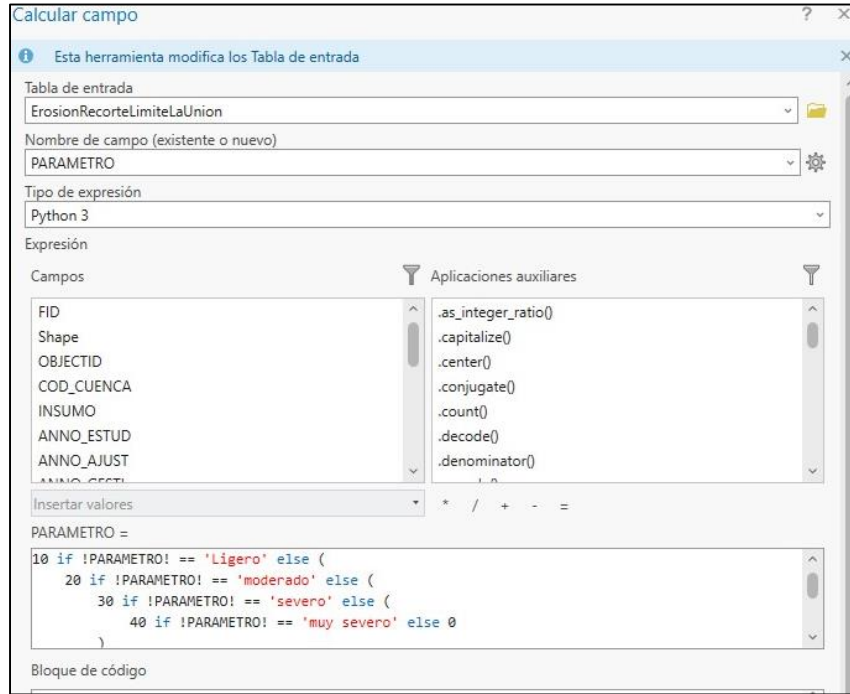 Calcular campo ? ×
Esta herramienta modifica los Tabla de entrada ×
Tabla de entrada
ErosionRecorteLimiteLaUnion
Nombre de campo (existente o nuevo)
PARAMETRO
Tipo de expresión
Python 3
Expresión
Campos
FID
Shape
OBJECTID
COD_CUENCA
INSUMO
ANNO_ESTUD
ANNO_AJUST
Aplicaciones auxiliares
.as_integer_ratio()
.capitalize()
.center()
.conjugate()
.count()
.decode()
.denominator()
Insertar valores * / + - =
PARAMETRO =
10 if !PARAMETRO! == 'Ligero' else (
20 if !PARAMETRO! == 'moderado' else (
30 if !PARAMETRO! == 'severo' else (
40 if !PARAMETRO! == 'muy severo' else 0
)
Bloque de código